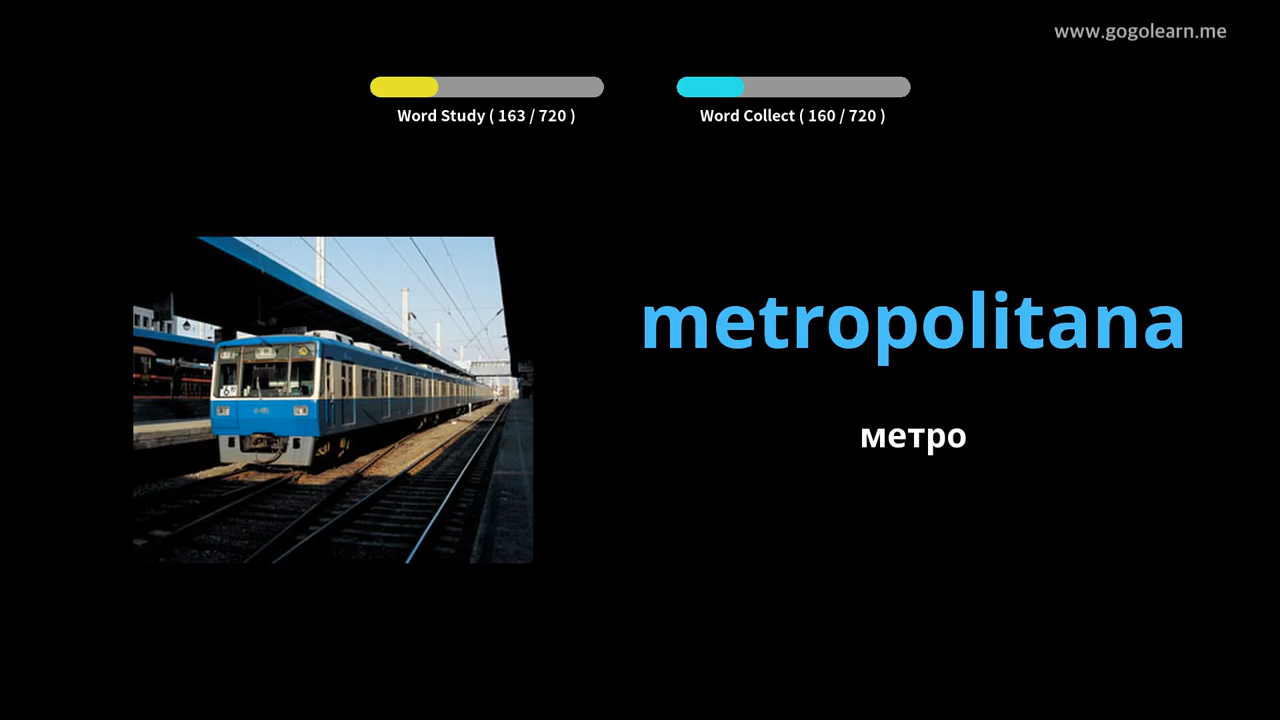 www.gogolearn.me
Word Study ( 163 / 720 )
Word Collect ( 160 / 720 )
metropolitana
метро